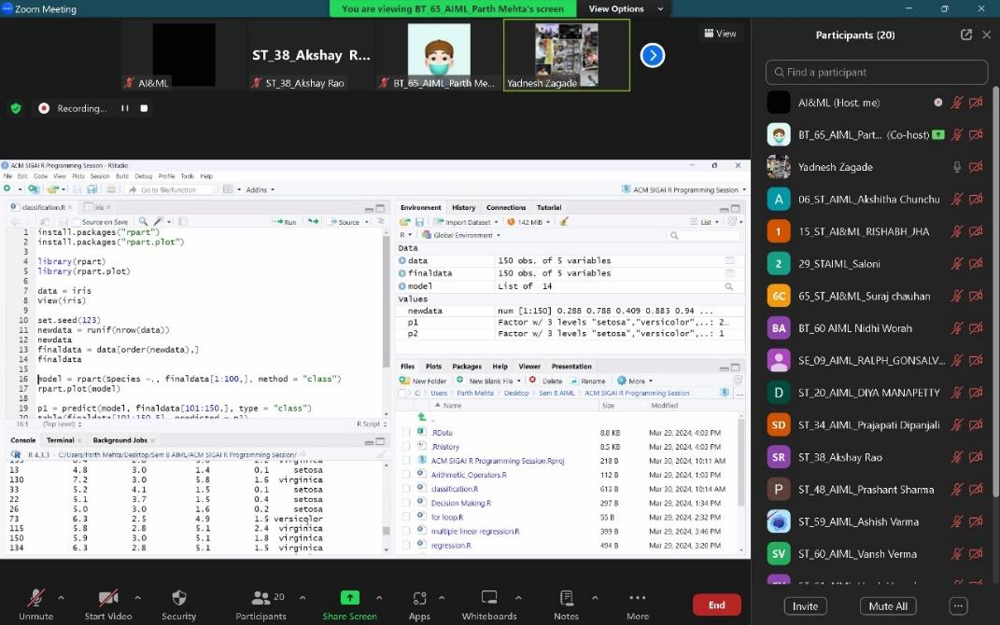 Zoom Meeting
You are viewing BT_65_AIML_Parth Mehta's screen
View Options
AI&ML
ST_38_Akshay R...
ST_38_Akshay Rao
BT_65_AIML_Parth Me...
Yadnesh Zagade
View
Recording...
ACM SIGAI R Programming Session - RStudio
File Edit Code View Plots Session Build Debug Profile Tools Help
Go to file/function Addins
ACM SIGAI R Programming Session
classification.R iris
Source on Save Run Source
1 install.packages("rpart")
2 install.packages("rpart.plot")
3
4 library(rpart)
5 library(rpart.plot)
6
7 data = iris
8 View(iris)
9
10 set.seed(123)
11 newdata = runif(nrow(data))
12 newdata
13 finaldata = data[order(newdata),]
14 finaldata
15
16 model = rpart(Species ~., finaldata[1:100,], method = "class")
17 rpart.plot(model)
18
19 p1 = predict(model, finaldata[101:150,], type = "class")
16:1 (Top Level) R Script
Console Terminal Background Jobs
R 4.3.3 · C:/Users/Parth Mehta/Desktop/Sem 8 AIML/ACM SIGAI R Programming Session/
13 4.8 3.0 1.4 0.1 setosa
130 7.2 3.0 5.8 1.6 virginica
33 5.2 4.1 1.5 0.1 setosa
22 5.1 3.7 1.5 0.4 setosa
26 5.0 3.0 1.6 0.2 setosa
73 6.3 2.5 4.9 1.5 versicolor
115 5.8 2.8 5.1 2.4 virginica
150 5.9 3.0 5.1 1.8 virginica
134 6.3 2.8 5.1 1.5 virginica
Environment History Connections Tutorial
Import Dataset 142 MiB List
R Global Environment
Data
data 150 obs. of 5 variables
finaldata 150 obs. of 5 variables
model List of 14
Values
newdata num [1:150] 0.288 0.788 0.409 0.883 0.94 ...
p1 Factor w/ 3 levels "setosa","versicolor",..: 2…
p2 Factor w/ 3 levels "setosa","versicolor",..: 1
Files Plots Packages Help Viewer Presentation
New Folder New Blank File Delete Rename More
C: Users Parth Mehta Desktop Sem 8 AIML ACM SIGAI R Programming Session
Name Size Modified
..
.RData 8.8 KB Mar 29, 2024, 4:03 PM
.Rhistory 8.5 KB Mar 29, 2024, 4:03 PM
ACM SIGAI R Programming Session.Rproj 218 B Mar 30, 2024, 10:11 AM
Arithmetic_Operators.R 112 B Mar 29, 2024, 1:03 PM
classification.R 613 B Mar 30, 2024, 10:14 AM
Decision Making.R 297 B Mar 29, 2024, 1:34 PM
for loop.R 55 B Mar 29, 2024, 2:32 PM
multiple linear regression.R 399 B Mar 29, 2024, 3:46 PM
regression.R 494 B Mar 29, 2024, 3:20 PM
Participants (20)
Find a participant
AI&ML (Host, me)
BT_65_AIML_Part... (Co-host)
Yadnesh Zagade
A 06_ST_AIML_Akshitha Chunchu
1 15_ST_AI&ML_RISHABH_JHA
2 29_STAIML_Saloni
6C 65_ST_AI&ML_Suraj chauhan
BA BT_60 AIML Nidhi Worah
SE_09_AIML_RALPH_GONSALV...
D ST_20_AIML_DIYA MANAPETTY
SD ST_34_AIML_Prajapati Dipanjali
SR ST_38_Akshay Rao
P ST_48_AIML_Prashant Sharma
ST_59_AIML_Ashish Varma
SV ST_60_AIML_Vansh Verma
Unmute
Start Video
Security
20
Participants
Share Screen
Apps
Whiteboards
Notes
More
End
Invite
Mute All